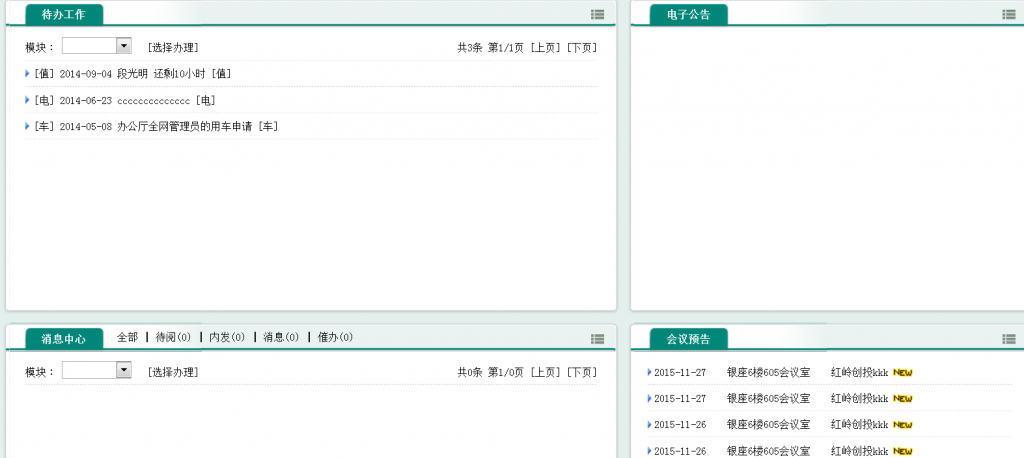 待办工作
模块： [选择办理] 共3条 第1/1页 [上页] [下页]
[值] 2014-09-04 段光明 还剩10小时 [值]
[电] 2014-06-23 cccccccccccccc [电]
[车] 2014-05-08 办公厅全网管理员的用车申请 [车]
电子公告
消息中心 全部 | 待阅(0) | 内发(0) | 消息(0) | 催办(0)
模块： [选择办理] 共0条 第1/0页 [上页] [下页]
会议预告
2015-11-27 银座6楼605会议室 红岭创投kkk NEW
2015-11-27 银座6楼605会议室 红岭创投kkk NEW
2015-11-26 银座6楼605会议室 红岭创投kkk NEW
2015-11-26 银座6楼605会议室 红岭创投kkk NEW